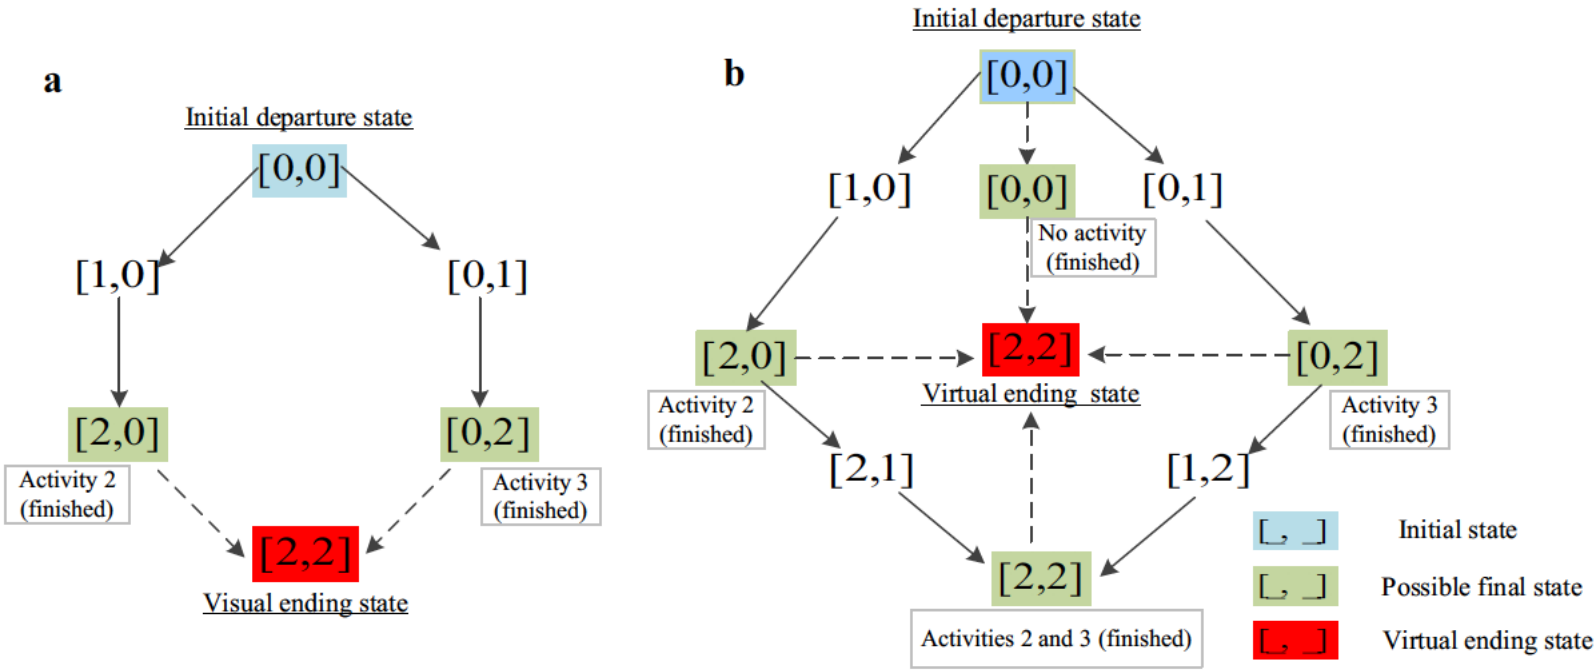 a
Initial departure state
[0,0]
[1,0]
[0,1]
[2,0]
[0,2]
Activity 2
(finished)
Activity 3
(finished)
[2,2]
Visual ending state
b
Initial departure state
[0,0]
[1,0]
[0,0]
[0,1]
No activity
(finished)
[2,0]
[2,2]
[0,2]
Virtual ending state
Activity 2
(finished)
Activity 3
(finished)
[2,1]
[1,2]
[2,2]
Activities 2 and 3 (finished)
[_, _] Initial state
[_, _] Possible final state
[_, _] Virtual ending state